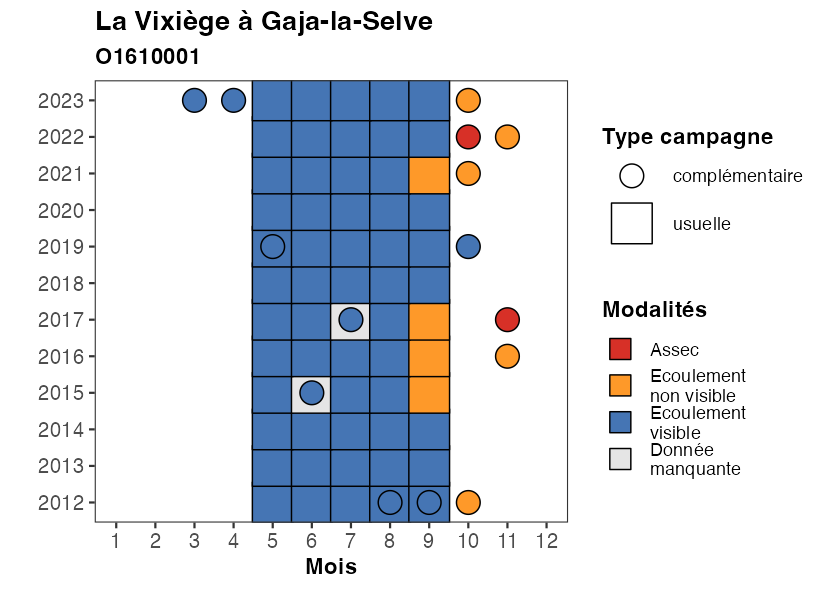 La Vixiège à Gaja-la-Selve
O1610001
2023
2022
2021
2020
2019
2018
2017
2016
2015
2014
2013
2012
1 2 3 4 5 6 7 8 9 10 11 12
Mois
Type campagne
complémentaire
usuelle
Modalités
Assec
Ecoulement
non visible
Ecoulement
visible
Donnée
manquante